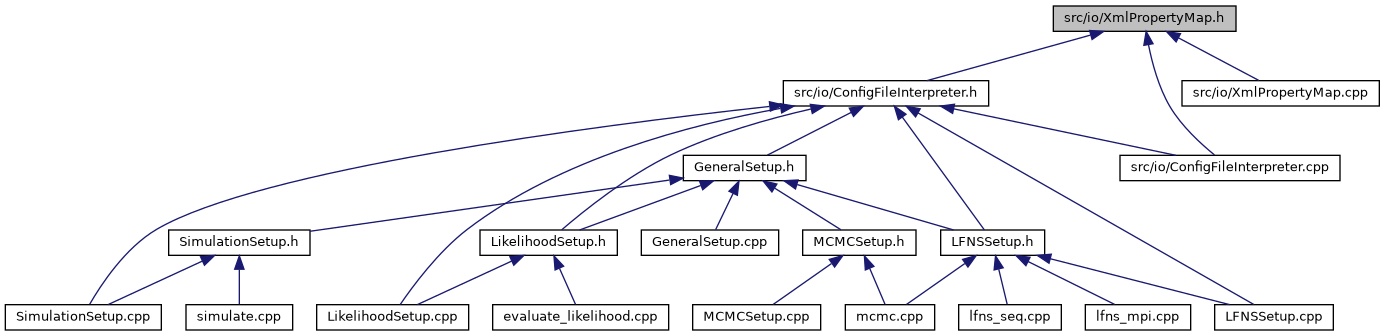 src/io/XmlPropertyMap.h
src/io/ConfigFileInterpreter.h
src/io/XmlPropertyMap.cpp
GeneralSetup.h
src/io/ConfigFileInterpreter.cpp
SimulationSetup.h
LikelihoodSetup.h
GeneralSetup.cpp
MCMCSetup.h
LFNSSetup.h
SimulationSetup.cpp
simulate.cpp
LikelihoodSetup.cpp
evaluate_likelihood.cpp
MCMCSetup.cpp
mcmc.cpp
lfns_seq.cpp
lfns_mpi.cpp
LFNSSetup.cpp